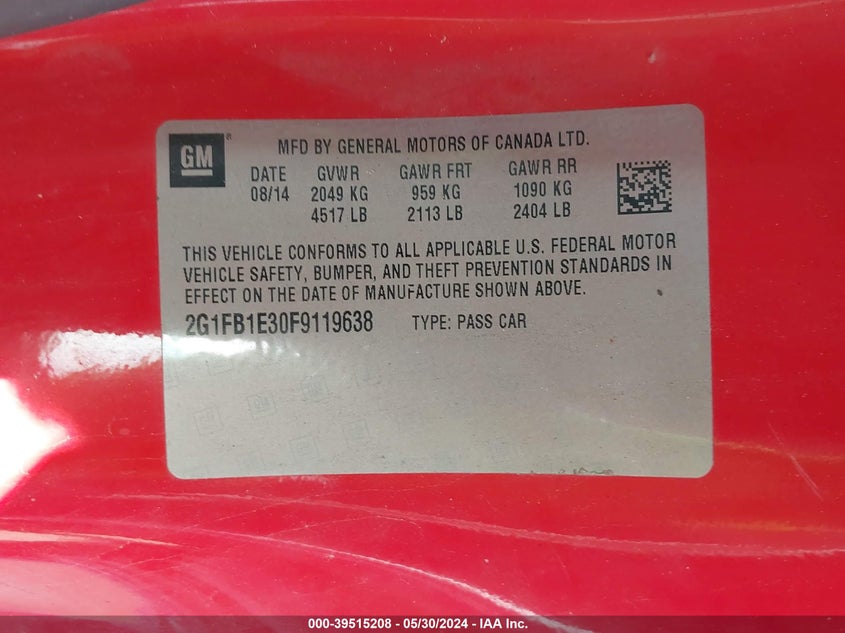 GM
MFD BY GENERAL MOTORS OF CANADA LTD.
DATE GVWR GAWR FRT GAWR RR
08/14 2049 KG 959 KG 1090 KG
4517 LB 2113 LB 2404 LB
THIS VEHICLE CONFORMS TO ALL APPLICABLE U.S. FEDERAL MOTOR
VEHICLE SAFETY, BUMPER, AND THEFT PREVENTION STANDARDS IN
EFFECT ON THE DATE OF MANUFACTURE SHOWN ABOVE.
2G1FB1E30F9119638 TYPE: PASS CAR
000-39515208 - 05/30/2024 - IAA Inc.